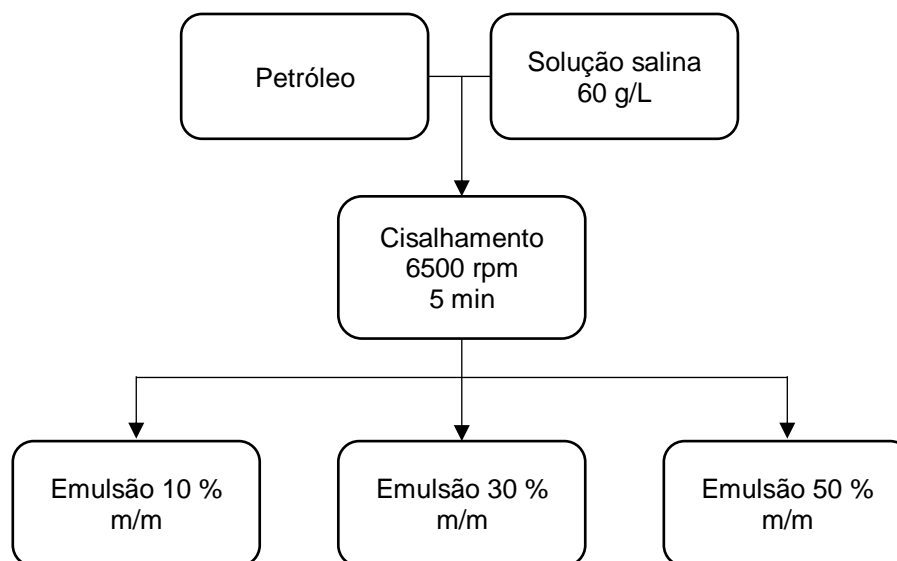 Petróleo
Solução salina
60 g/L
Cisalhamento
6500 rpm
5 min
Emulsão 10 %
m/m
Emulsão 30 %
m/m
Emulsão 50 %
m/m